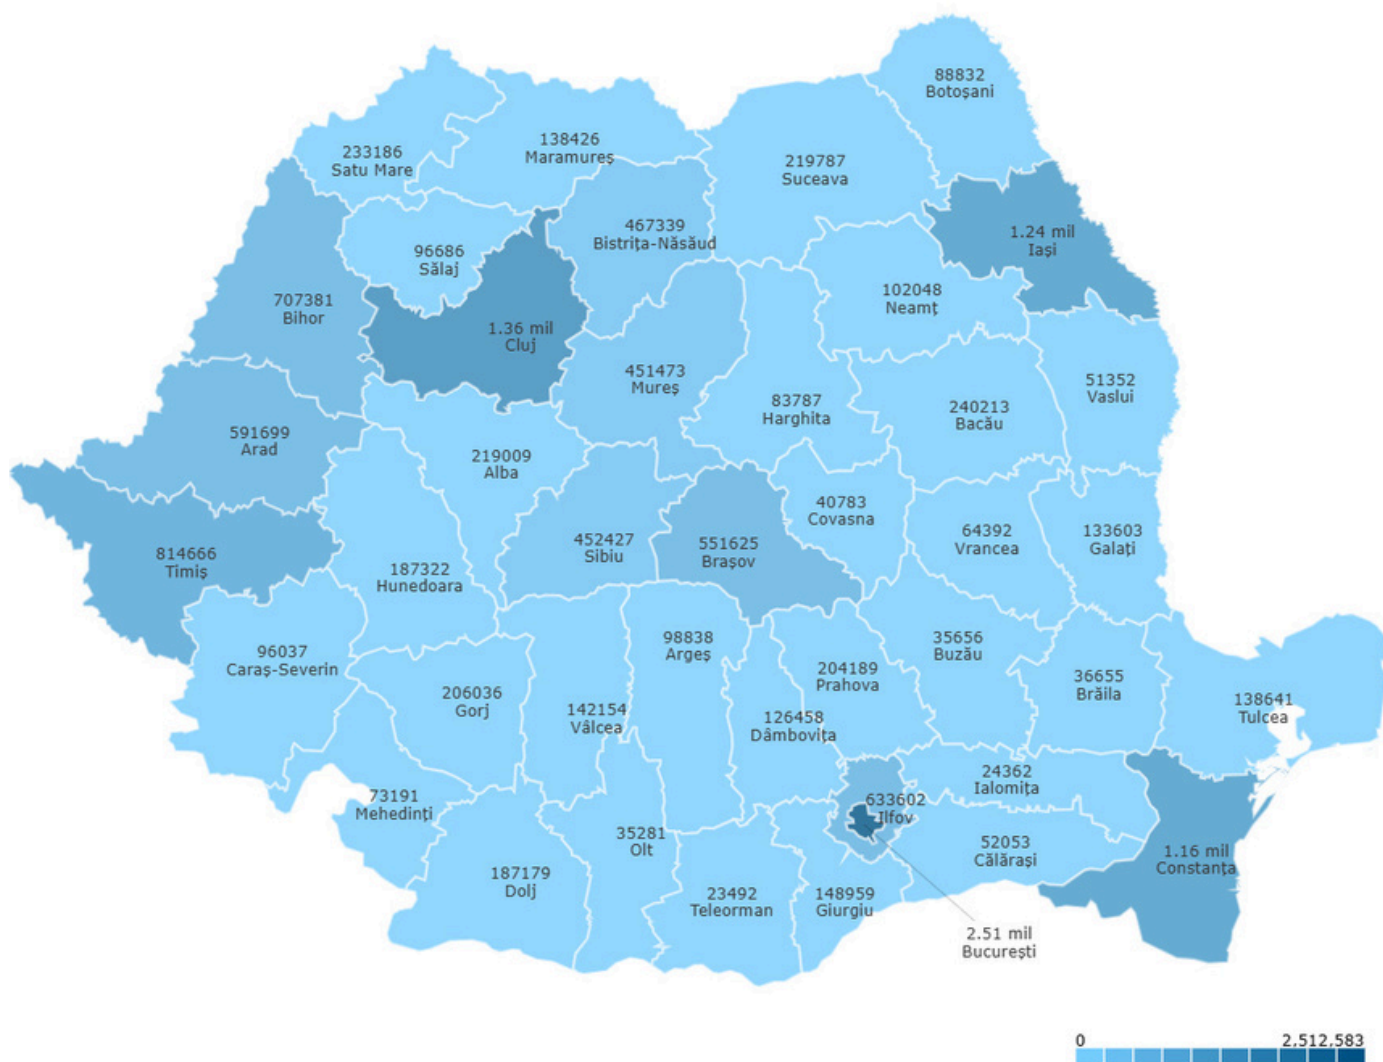 88832
Botoșani
138426
Maramureș
233186
Satu Mare
219787
Suceava
467339
Bistrița-Năsăud
1.24 mil
Iași
96686
Sălaj
102048
Neamț
707381
Bihor
1.36 mil
Cluj
451473
Mureș
83787
Harghita
240213
Bacău
51352
Vaslui
591699
Arad
219009
Alba
40783
Covasna
64392
Vrancea
133603
Galați
814666
Timiș
187322
Hunedoara
452427
Sibiu
551625
Brașov
96037
Caraș-Severin
98838
Argeș
35656
Buzău
204189
Prahova
36655
Brăila
206036
Gorj
142154
Vâlcea
126458
Dâmbovița
138641
Tulcea
73191
Mehedinți
633602
Ilfov
24362
Ialomița
35281
Olt
52053
Călărași
1.16 mil
Constanța
187179
Dolj
23492
Teleorman
148959
Giurgiu
2.51 mil
București
0 2,512,583